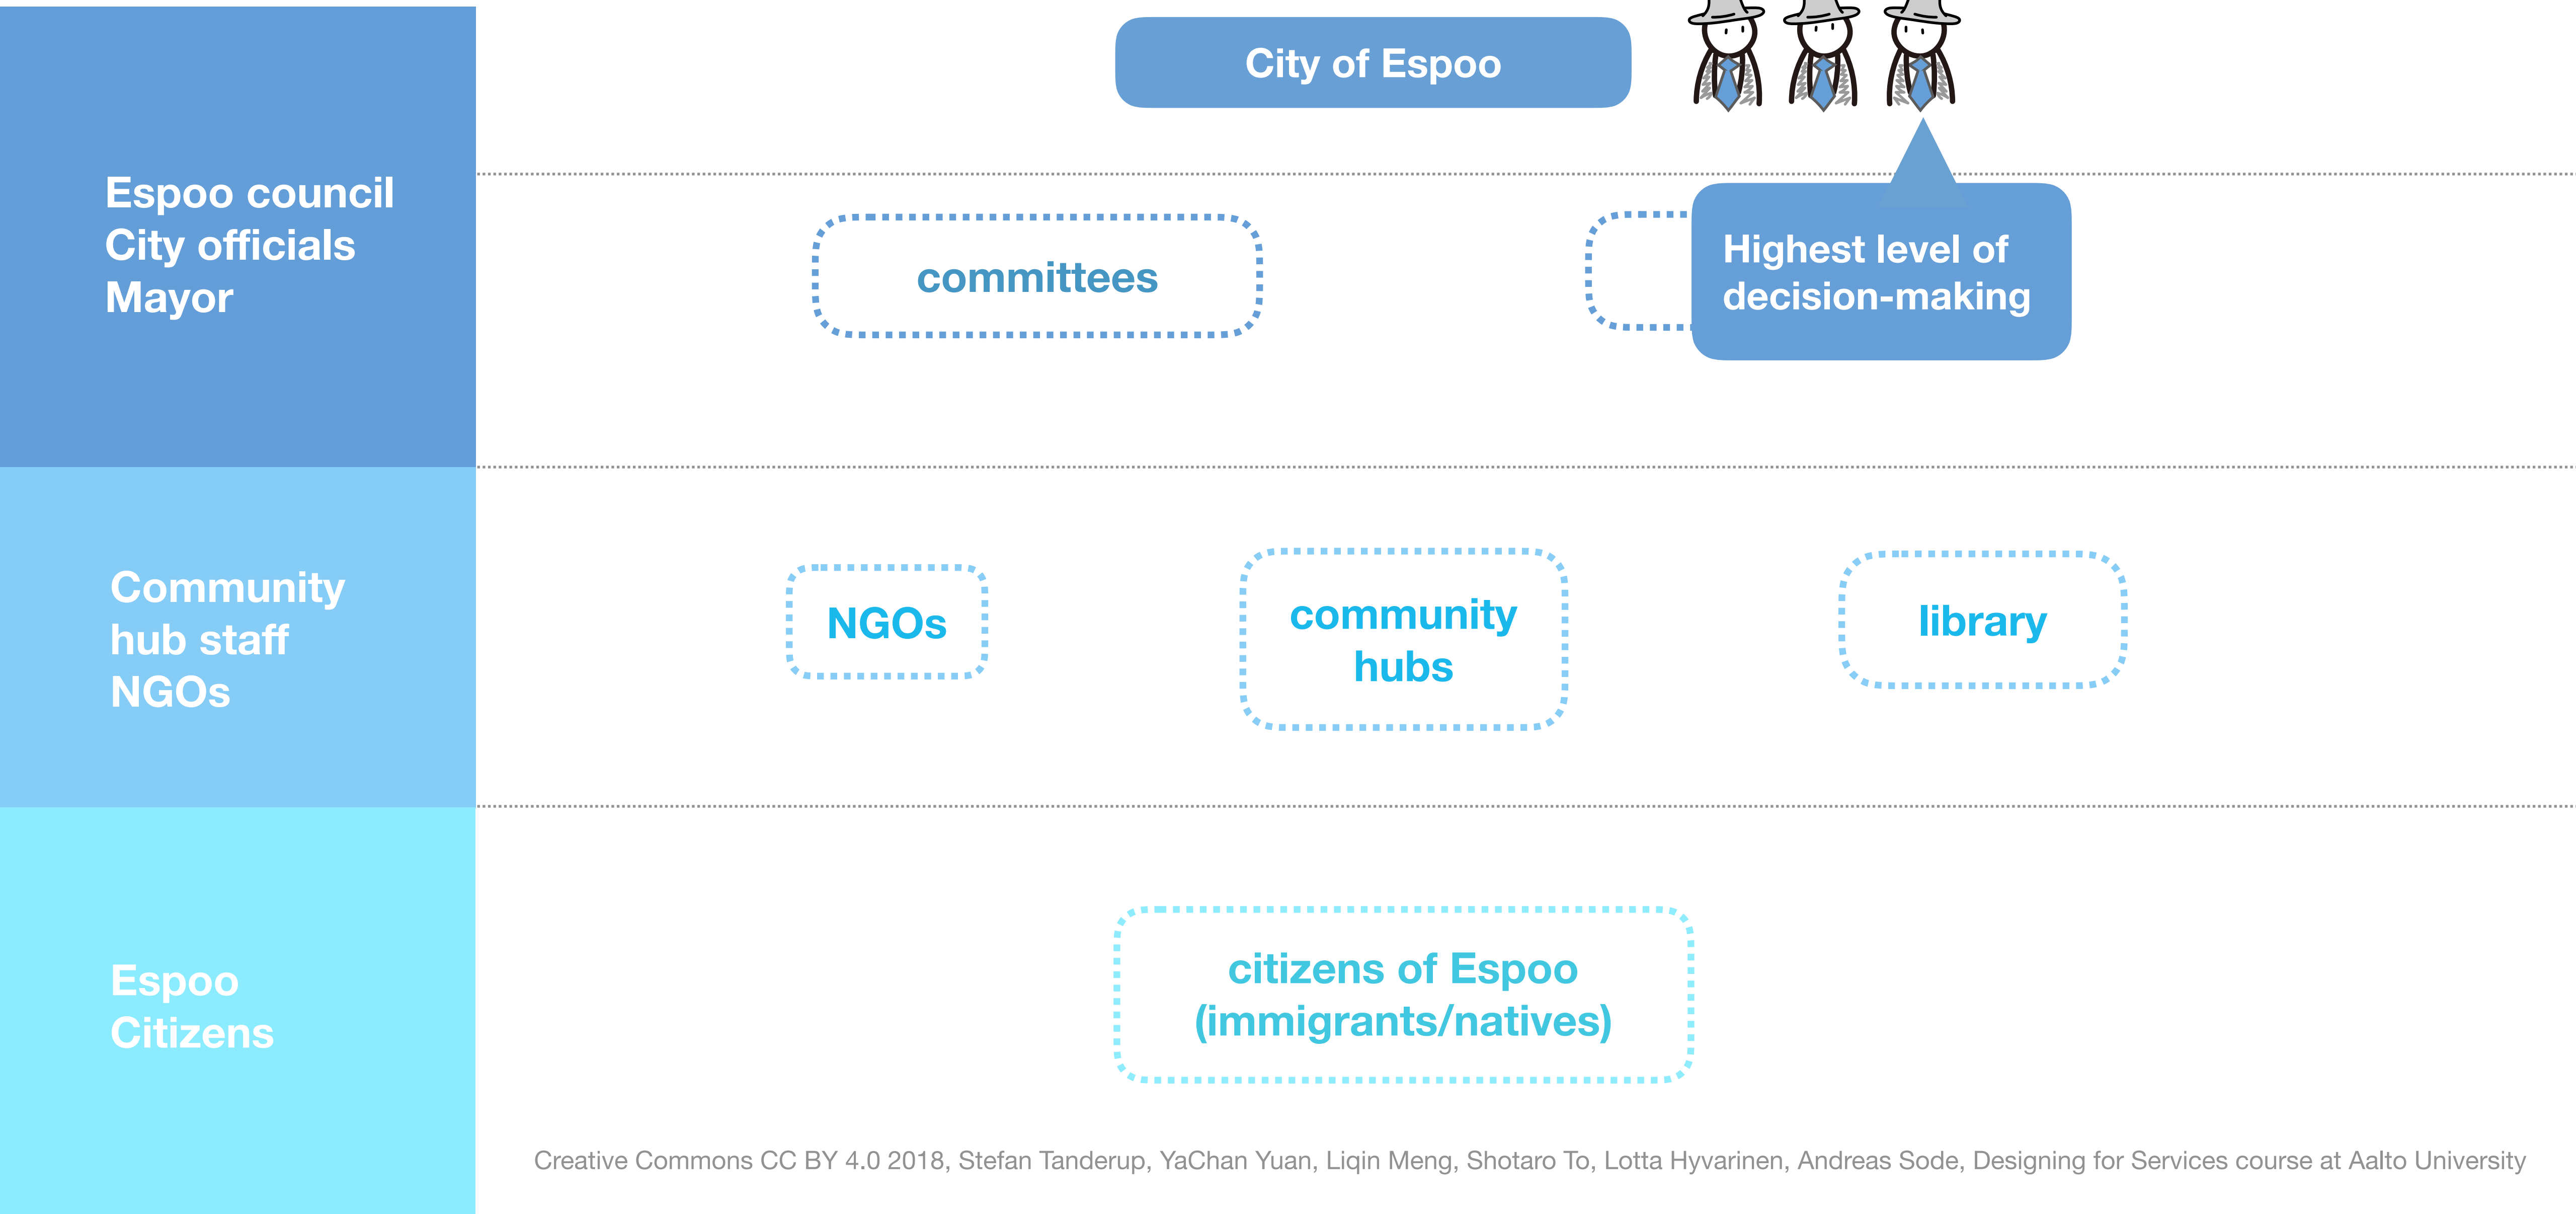 City of Espoo
Espoo council
City officials
Mayor
committees
Highest level of
decision-making
Community
hub staff
NGOs
NGOs
community
hubs
library
Espoo
Citizens
citizens of Espoo
(immigrants/natives)
Creative Commons CC BY 4.0 2018, Stefan Tanderup, YaChan Yuan, Liqin Meng, Shotaro To, Lotta Hyvarinen, Andreas Sode, Designing for Services course at Aalto University